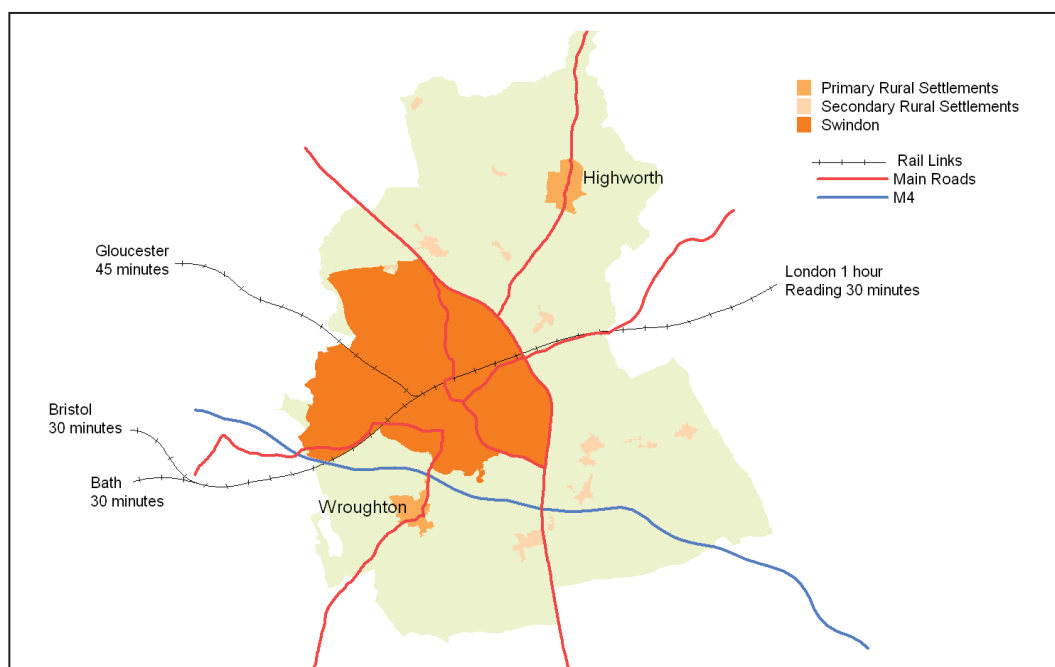 Primary Rural Settlements
Secondary Rural Settlements
Swindon
Rail Links
Main Roads
M4
Highworth
Gloucester
45 minutes
London 1 hour
Reading 30 minutes
Bristol
30 minutes
Bath
30 minutes
Wroughton